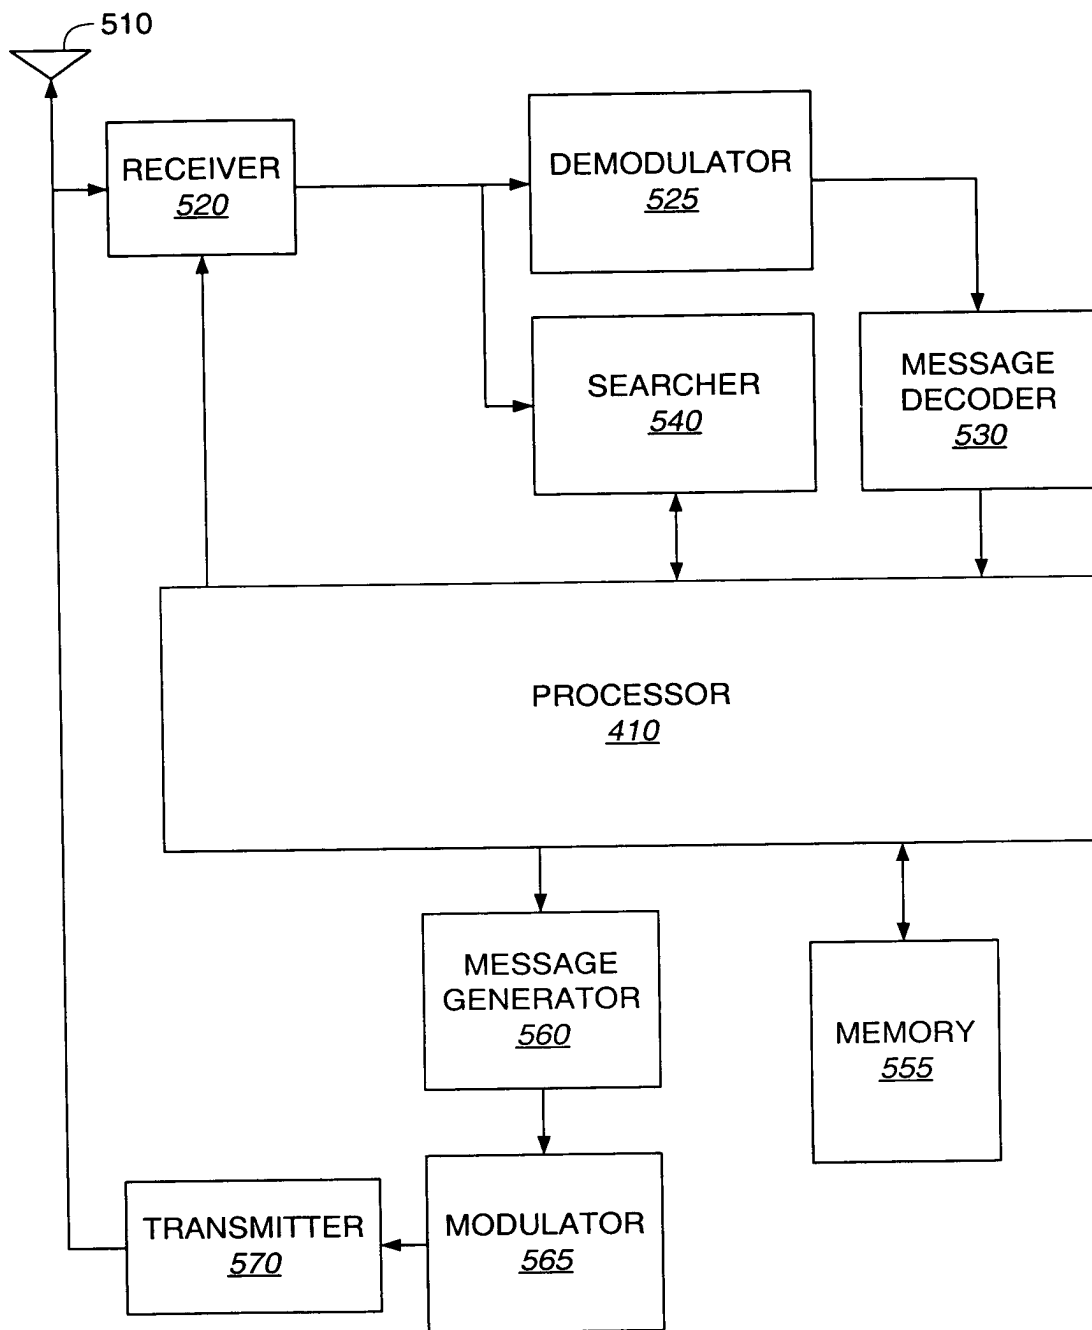 510
RECEIVER
520
DEMODULATOR
525
SEARCHER
540
MESSAGE
DECODER
530
PROCESSOR
410
MESSAGE
GENERATOR
560
MEMORY
555
TRANSMITTER
570
MODULATOR
565